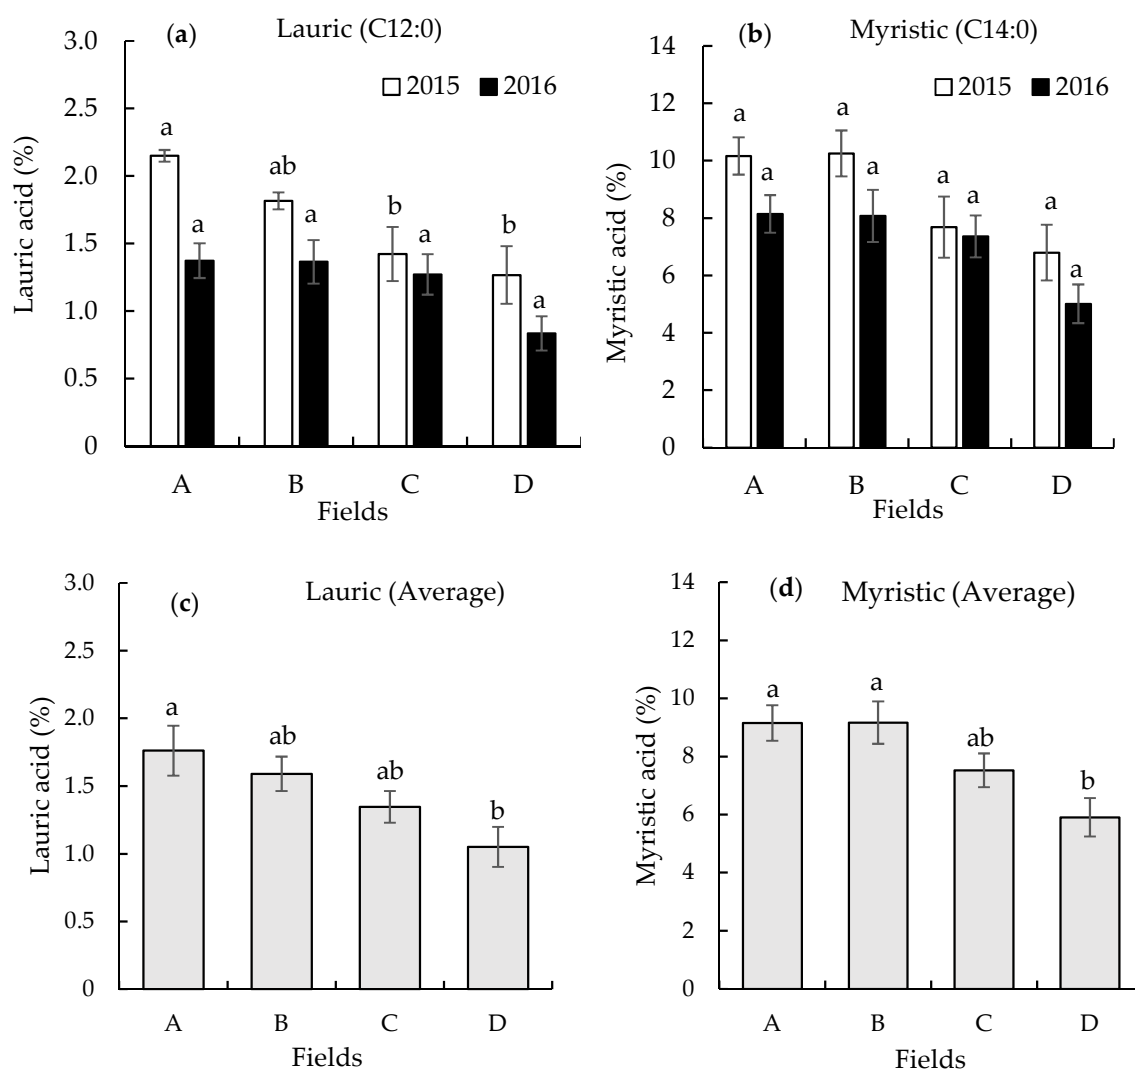 (a) Lauric (C12:0)
2015 2016
Lauric acid (%)
3.0
2.5
2.0
1.5
1.0
0.5
0
a
a
ab
a
b
a
b
a
A B C D
Fields
(b) Myristic (C14:0)
2015 2016
Myristic acid (%)
14
12
10
8
6
4
2
0
a
a
a
a
a
a
a
a
A B C D
Fields
(c) Lauric (Average)
Lauric acid (%)
3.0
2.5
2.0
1.5
1.0
0.5
0
a
ab
ab
b
A B C D
Fields
(d) Myristic (Average)
Myristic acid (%)
14
12
10
8
6
4
2
0
a
a
ab
b
A B C D
Fields